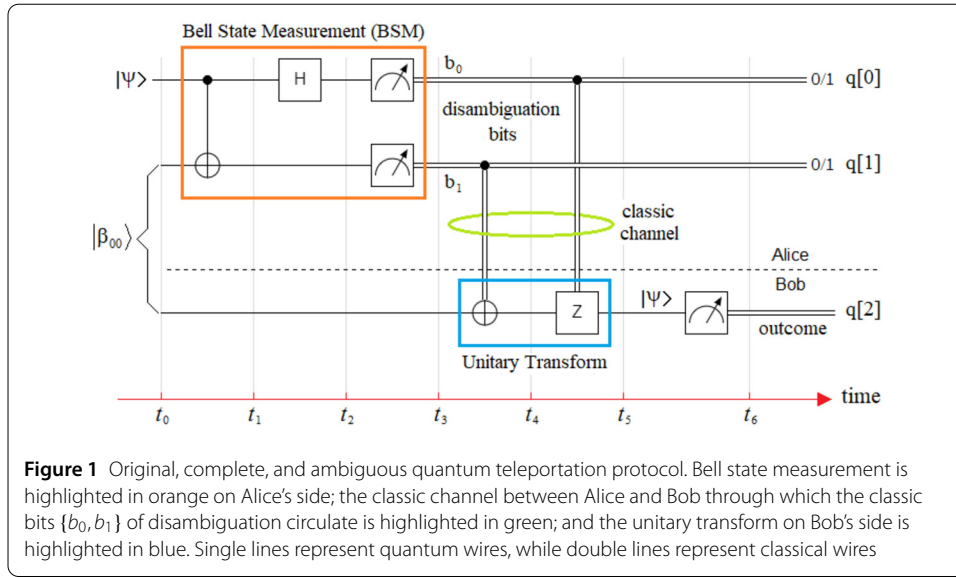 Bell State Measurement (BSM)
|Ψ>
H
b₀
0/1 q[0]
disambiguation
bits
0/1 q[1]
b₁
classic
channel
|β₀₀⟩
Alice
Bob
|Ψ>
Z
q[2]
outcome
Unitary Transform
time
t₀ t₁ t₂ t₃ t₄ t₅ t₆
Figure 1 Original, complete, and ambiguous quantum teleportation protocol. Bell state measurement is
highlighted in orange on Alice's side; the classic channel between Alice and Bob through which the classic
bits {b₀, b₁} of disambiguation circulate is highlighted in green; and the unitary transform on Bob's side is
highlighted in blue. Single lines represent quantum wires, while double lines represent classical wires